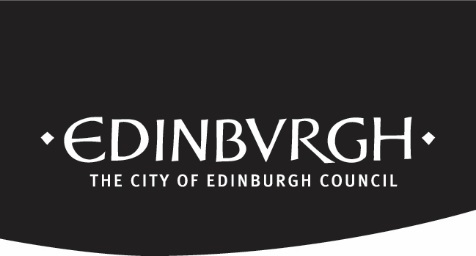 ·EDINBVRGH·
THE CITY OF EDINBURGH COUNCIL